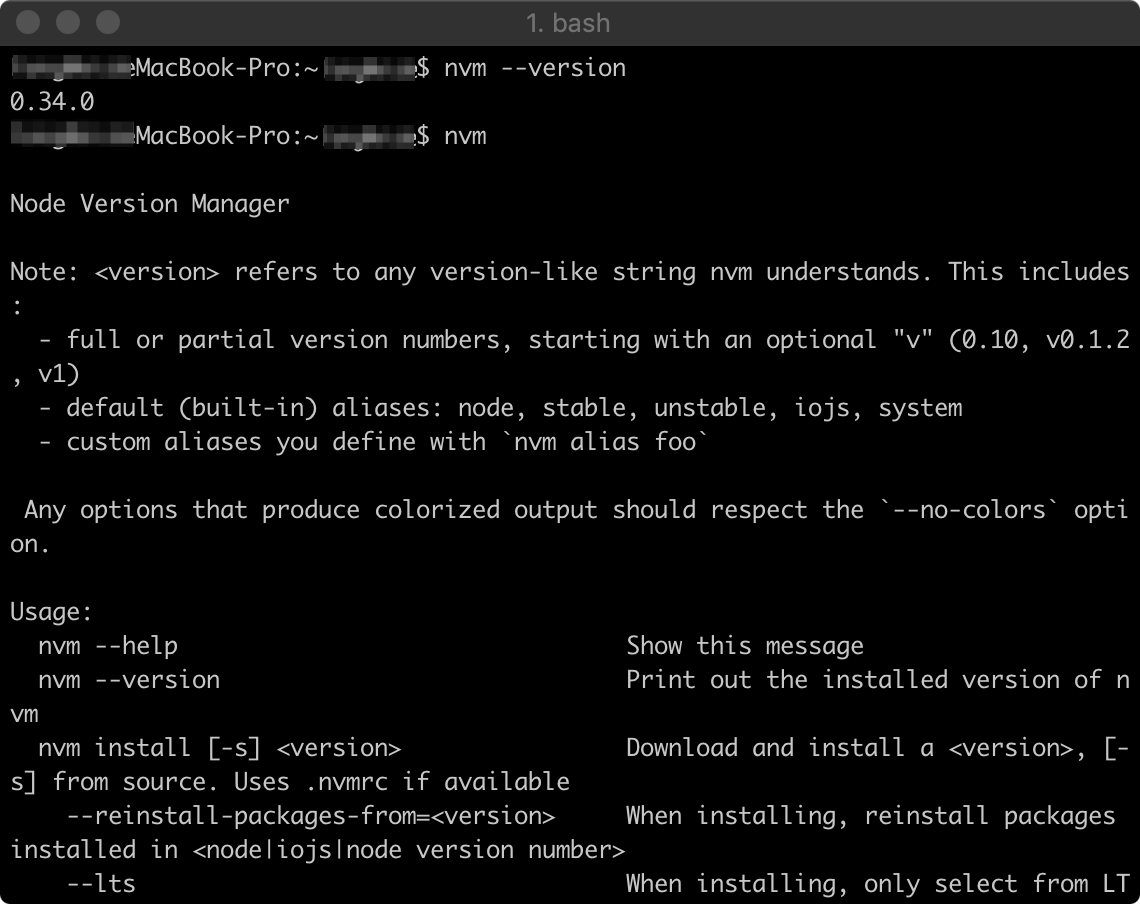 1. bash
MacBook-Pro:~ $ nvm --version
0.34.0
MacBook-Pro:~ $ nvm
Node Version Manager
Note: <version> refers to any version-like string nvm understands. This includes
:
- full or partial version numbers, starting with an optional "v" (0.10, v0.1.2
, v1)
- default (built-in) aliases: node, stable, unstable, iojs, system
- custom aliases you define with `nvm alias foo`
Any options that produce colorized output should respect the `--no-colors` opti
on.
Usage:
nvm --help Show this message
nvm --version Print out the installed version of n
vm
nvm install [-s] <version> Download and install a <version>, [-
s] from source. Uses .nvmrc if available
--reinstall-packages-from=<version> When installing, reinstall packages
installed in <node|iojs|node version number>
--lts When installing, only select from LT